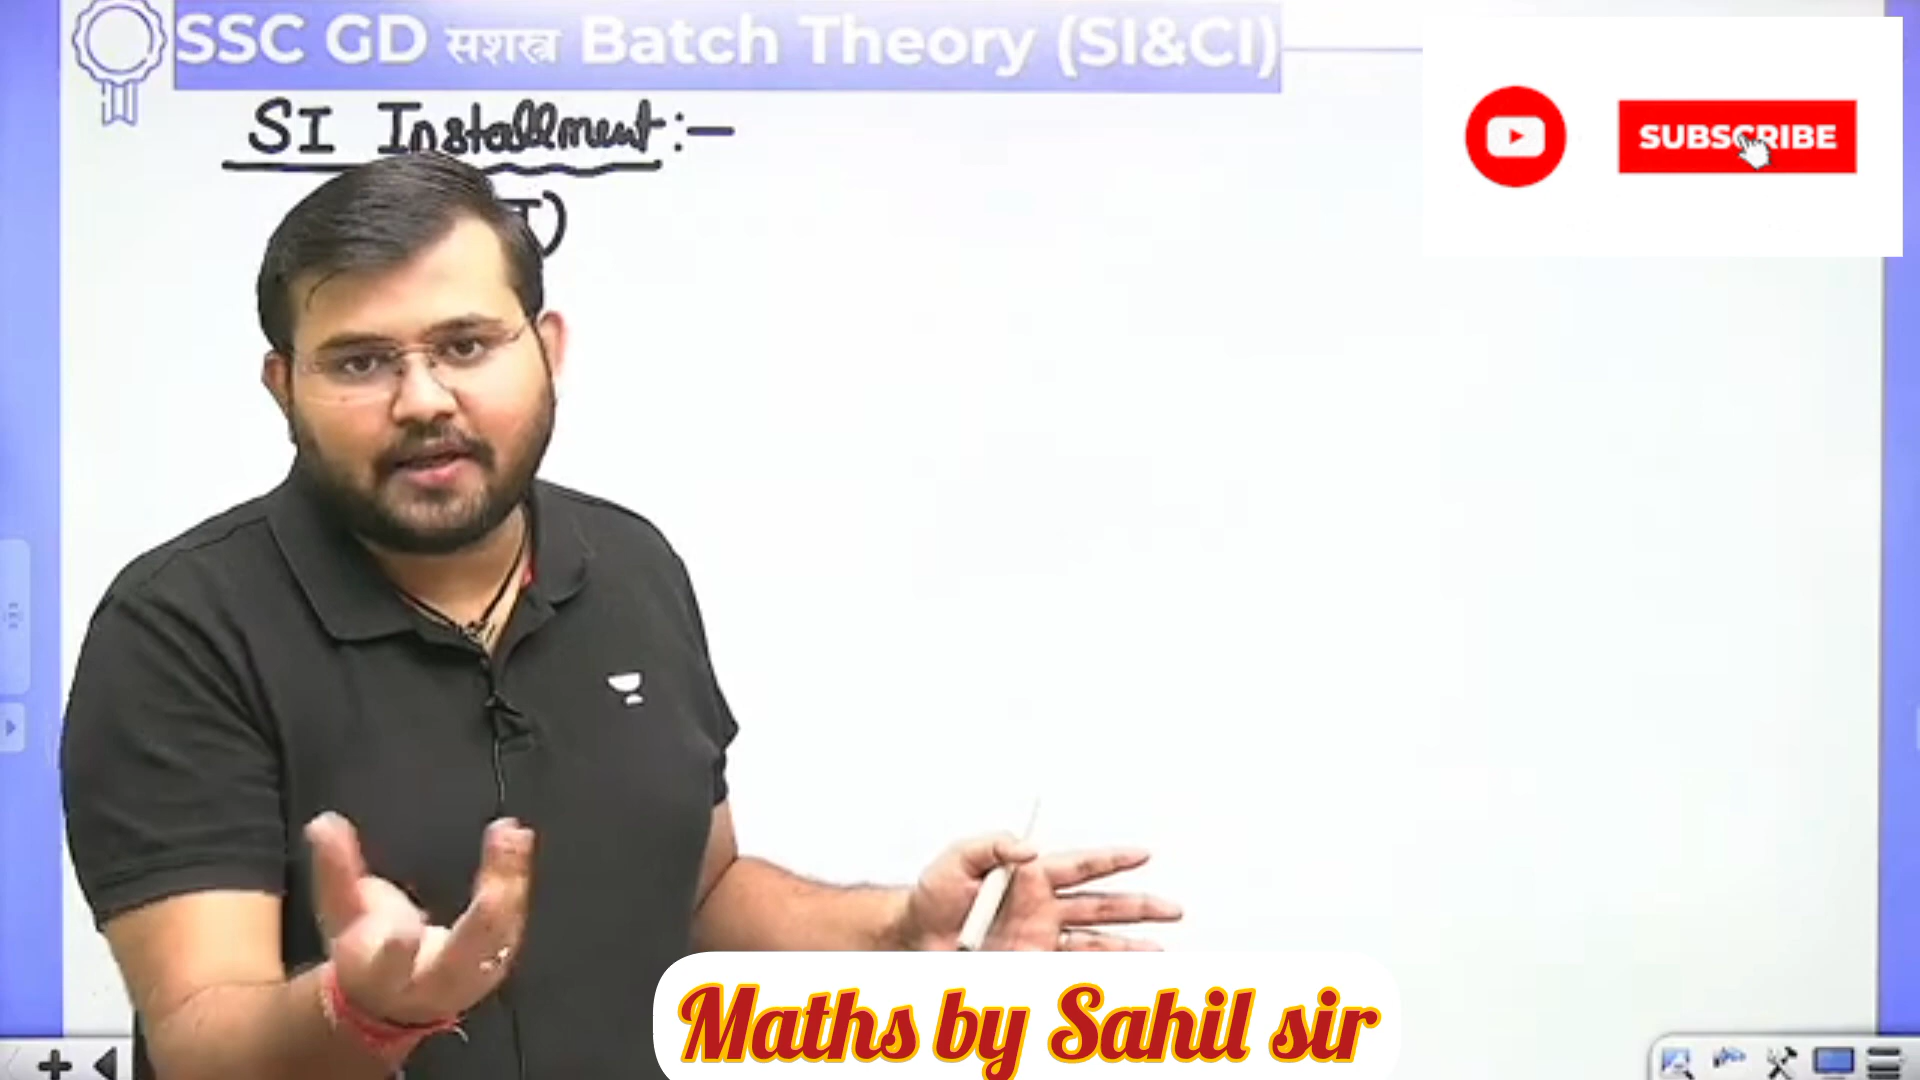 SSC GD सशस्त्र Batch Theory (SI&CI)
SI Installment :-
SUBSCRIBE
Maths by Sahil sir